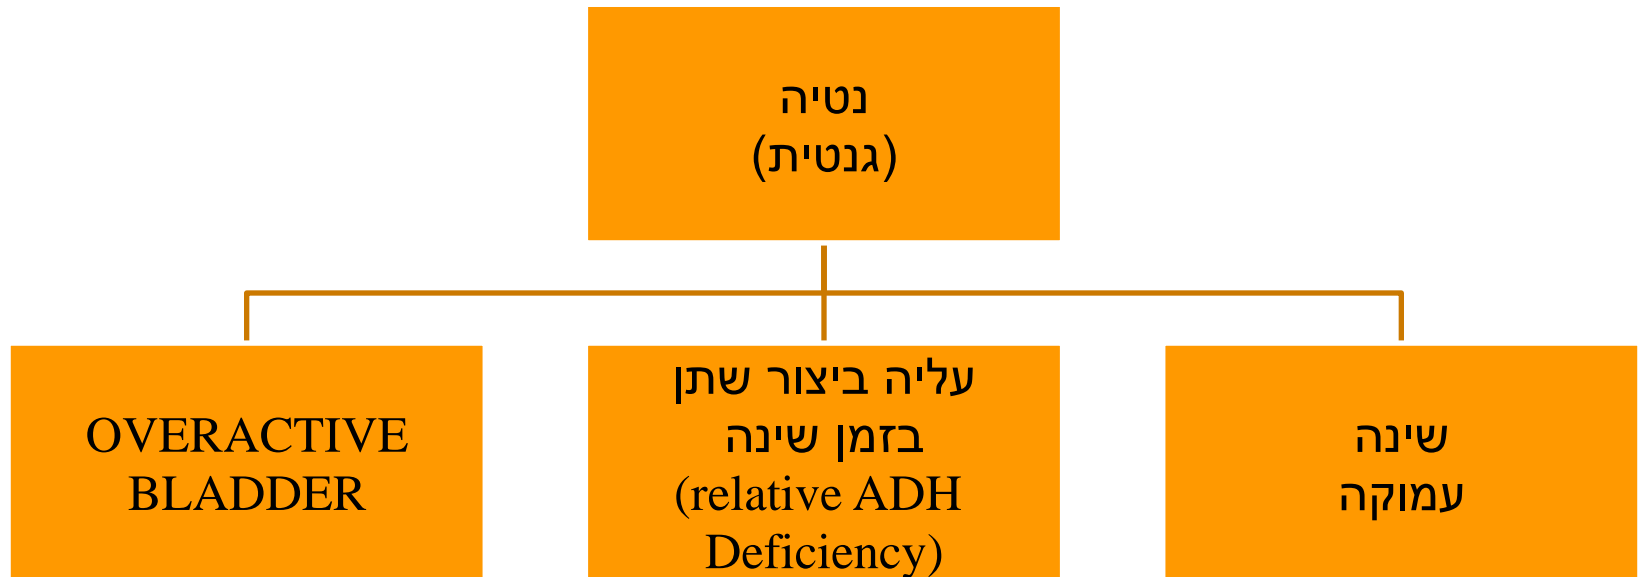 נטיה
(גנטית)
OVERACTIVE
BLADDER
עליה ביצור שתן
בזמן שינה
(relative ADH
Deficiency)
שינה
עמוקה